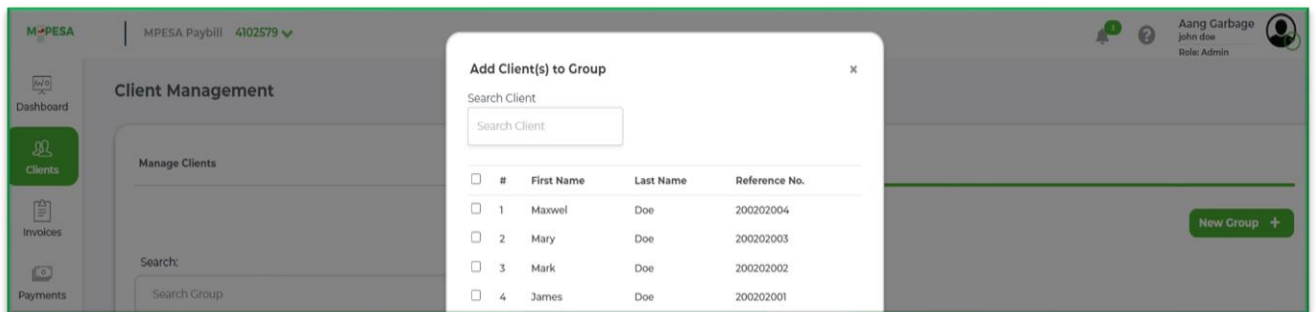 M-PESA
MPESA Paybill 4102579
1
?
Aang Garbage
john doe
Role: Admin
Dashboard
Clients
Invoices
Payments
Client Management
Manage Clients
New Group +
Search:
Search Group
Add Client(s) to Group x
Search Client
Search Client
# First Name Last Name Reference No.
1 Maxwel Doe 200202004
2 Mary Doe 200202003
3 Mark Doe 200202002
4 James Doe 200202001